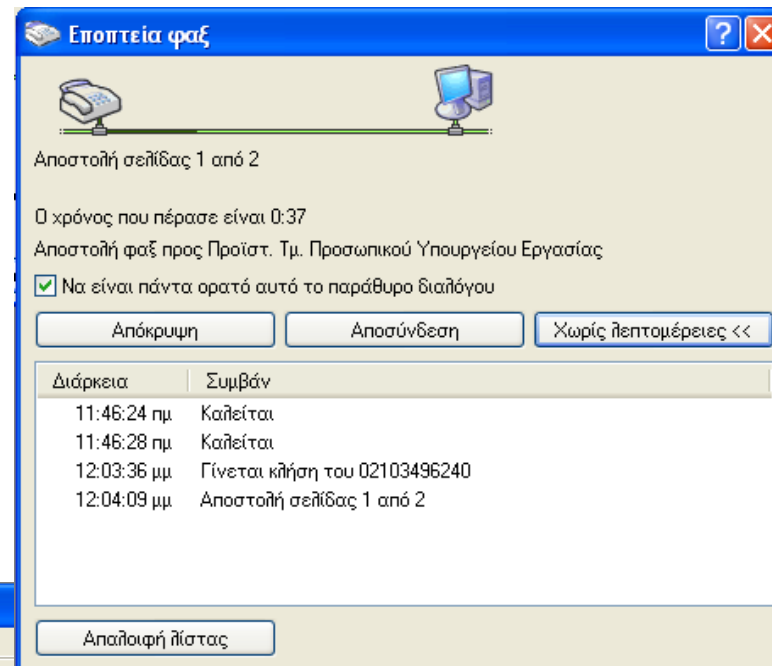 Εποπτεία φαξ
Αποστολή σελίδας 1 από 2
Ο χρόνος που πέρασε είναι 0:37
Αποστολή φαξ προς Προϊστ. Τμ. Προσωπικού Υπουργείου Εργασίας
Να είναι πάντα ορατό αυτό το παράθυρο διαλόγου
Απόκρυψη Αποσύνδεση Χωρίς λεπτομέρειες <<
Διάρκεια Συμβάν
11:46:24 πμ Καλείται
11:46:28 πμ Καλείται
12:03:36 μμ Γίνεται κλήση του 02103496240
12:04:09 μμ Αποστολή σελίδας 1 από 2
Απαλοιφή λίστας